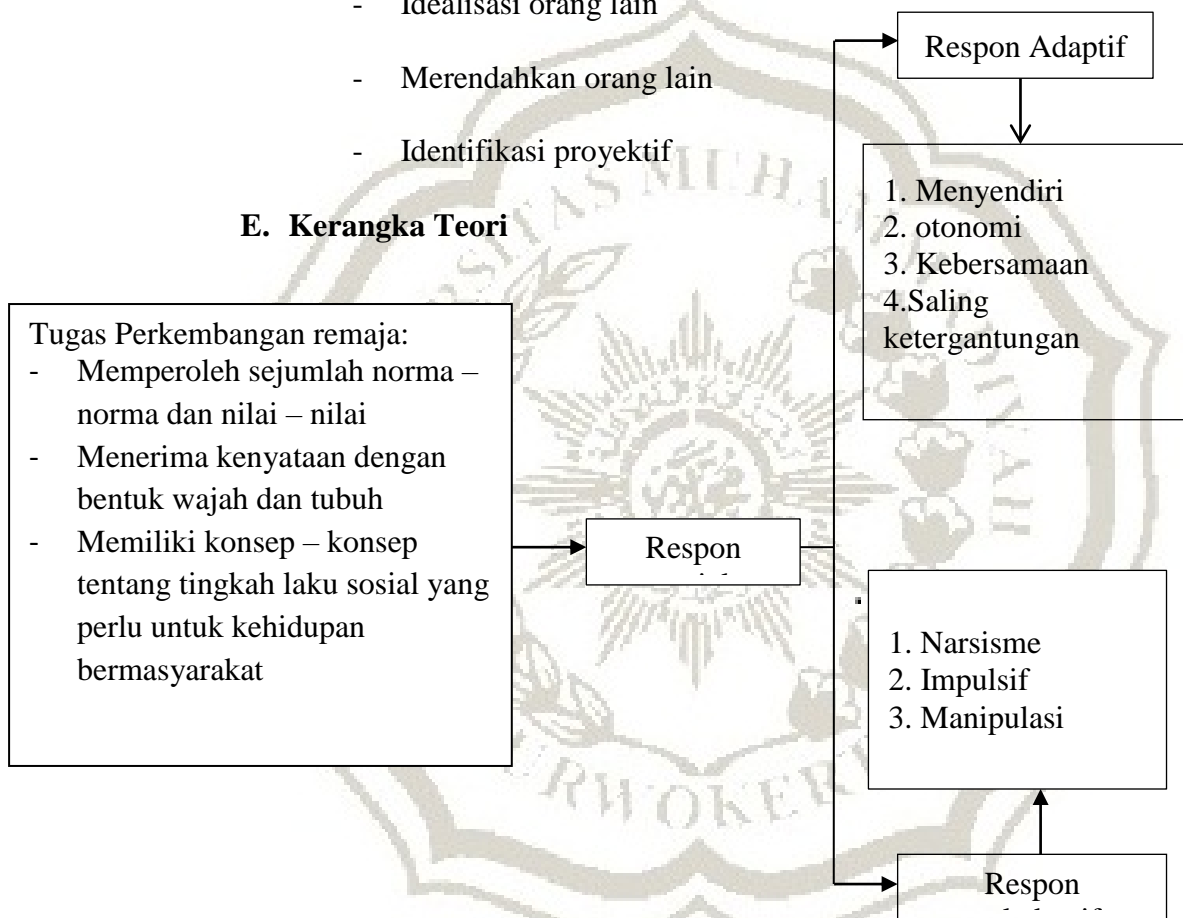 - Idealisasi orang lain
- Merendahkan orang lain
- Identifikasi proyektif
E. Kerangka Teori
Tugas Perkembangan remaja:
- Memperoleh sejumlah norma –
norma dan nilai – nilai
- Menerima kenyataan dengan
bentuk wajah dan tubuh
- Memiliki konsep – konsep
tentang tingkah laku sosial yang
perlu untuk kehidupan
bermasyarakat
Respon
Respon Adaptif
1. Menyendiri
2. otonomi
3. Kebersamaan
4.Saling
ketergantungan
1. Narsisme
2. Impulsif
3. Manipulasi
Respon